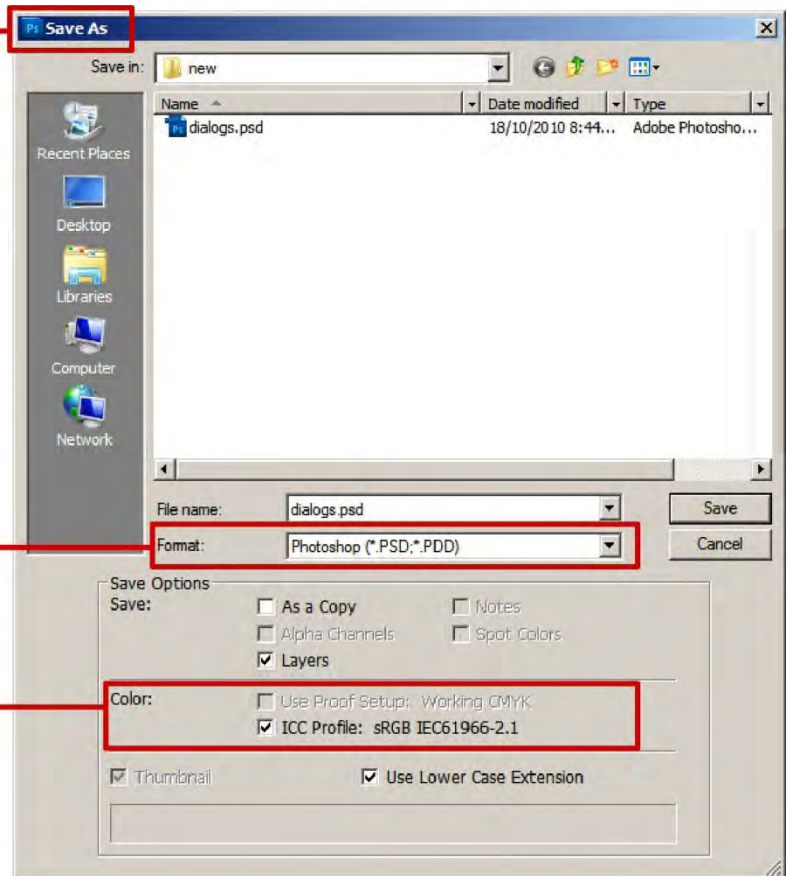 Ps Save As
Save in: new
Name Date modified Type
Ps dialogs.psd 18/10/2010 8:44... Adobe Photosho...
Recent Places
Desktop
Libraries
Computer
Network
File name: dialogs.psd Save
Format: Photoshop (*.PSD;*.PDD) Cancel
Save Options
Save: As a Copy Notes
Alpha Channels Spot Colors
Layers
Color: Use Proof Setup: Working CMYK
ICC Profile: sRGB IEC61966-2.1
Thumbnail Use Lower Case Extension